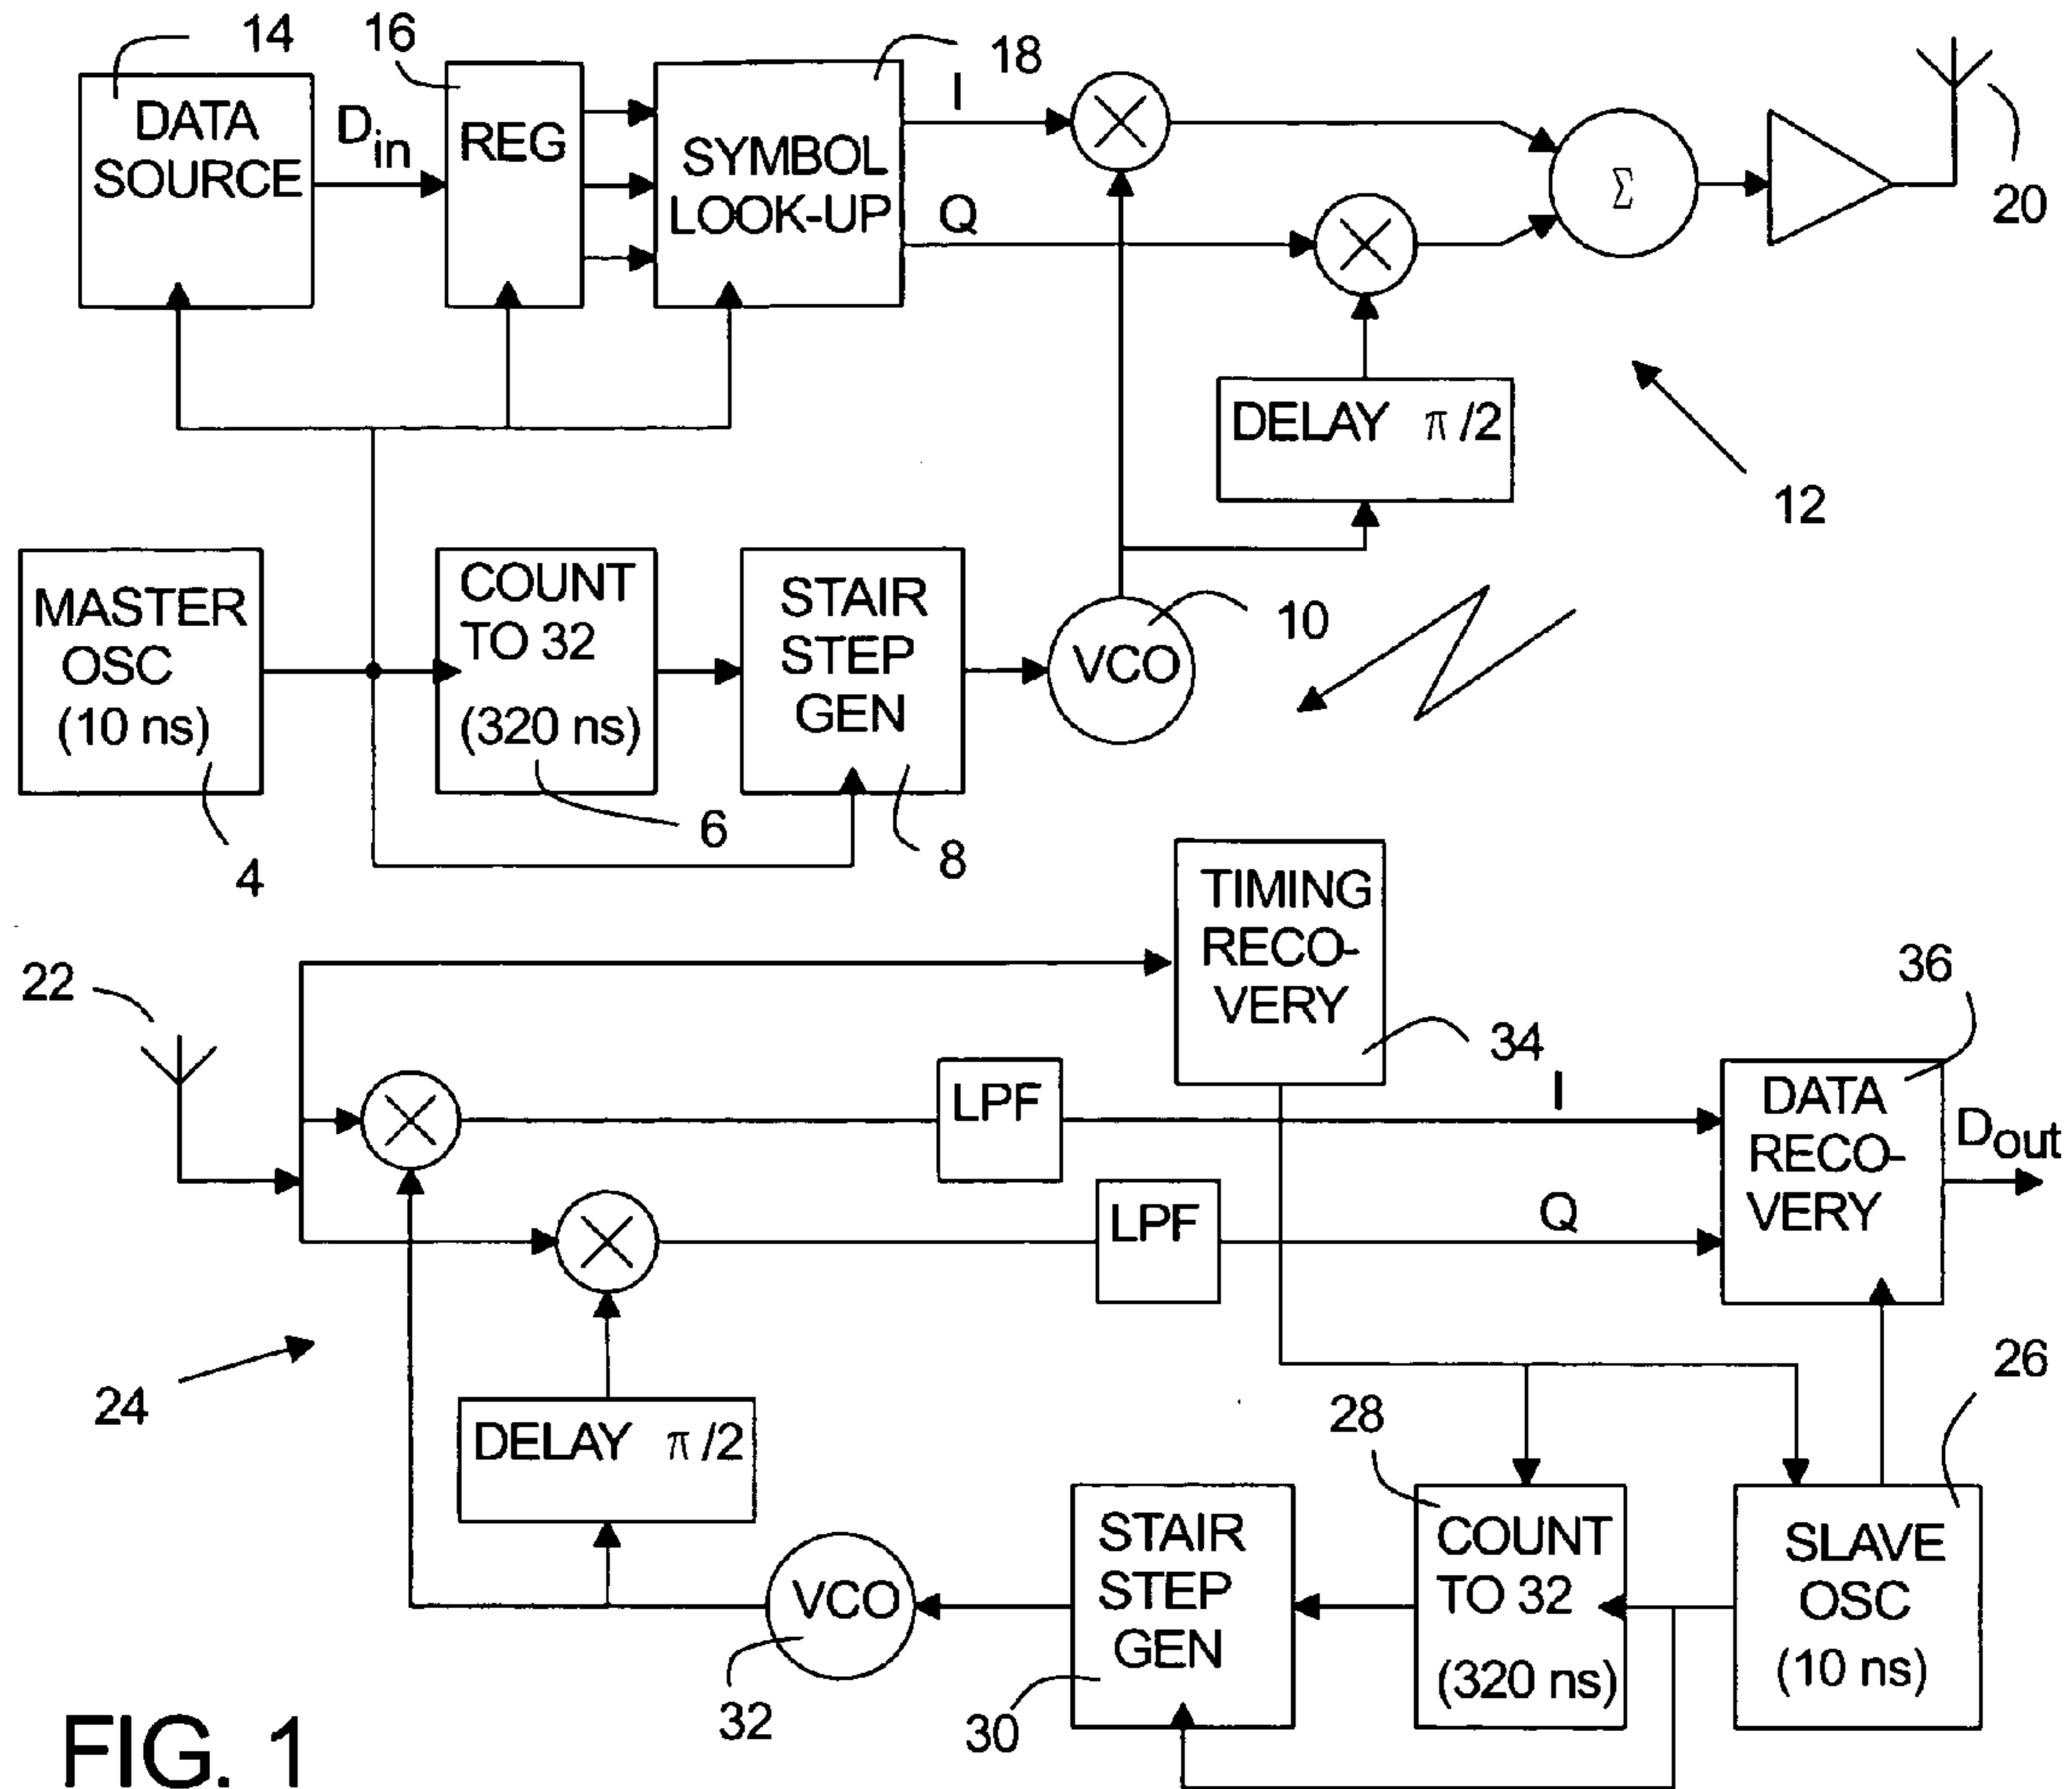 14
16
18
DATA
SOURCE
D_in
REG
SYMBOL
LOOK-UP
I
Q
Σ
20
DELAY π/2
12
MASTER
OSC
(10 ns)
4
COUNT
TO 32
(320 ns)
6
STAIR
STEP
GEN
8
VCO
10
22
TIMING
RECO-
VERY
34
36
LPF
I
LPF
Q
DATA
RECO-
VERY
D_out
24
DELAY π/2
28
26
VCO
32
STAIR
STEP
GEN
30
COUNT
TO 32
(320 ns)
SLAVE
OSC
(10 ns)
FIG. 1